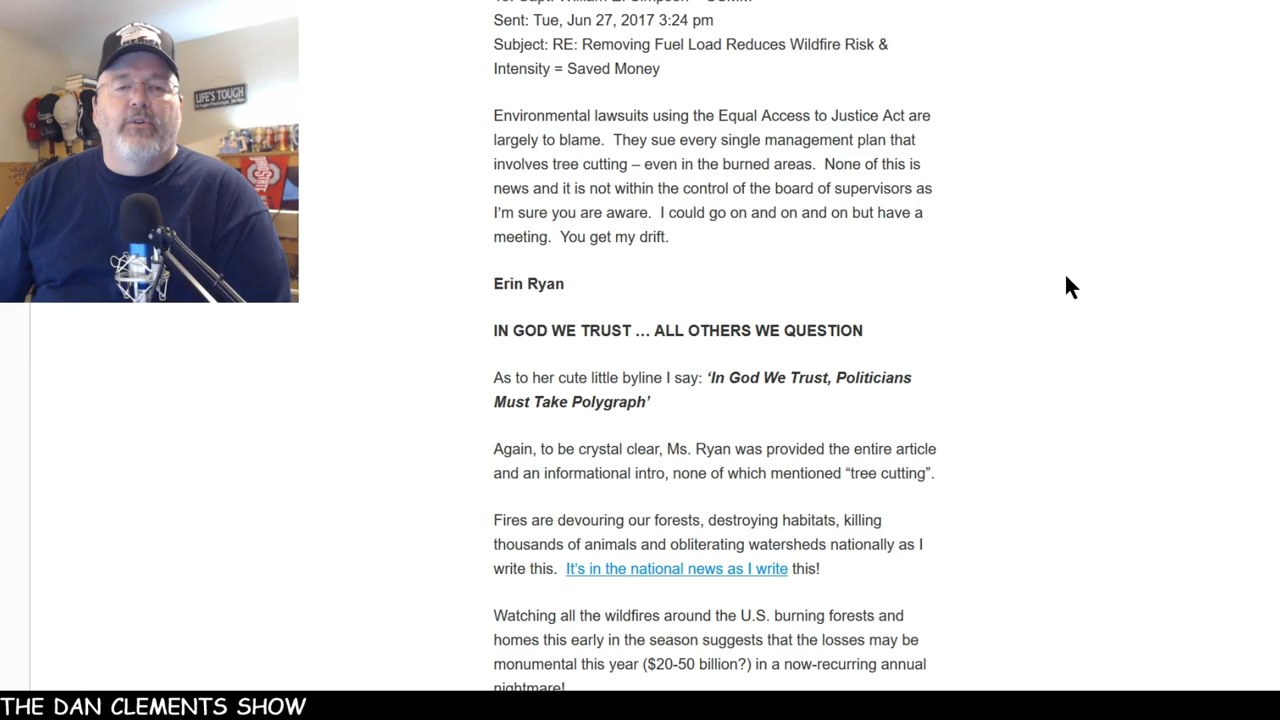 Sent: Tue, Jun 27, 2017 3:24 pm
Subject: RE: Removing Fuel Load Reduces Wildfire Risk &
Intensity = Saved Money
LIFE'S TOUGH
Environmental lawsuits using the Equal Access to Justice Act are
largely to blame.  They sue every single management plan that
involves tree cutting – even in the burned areas.  None of this is
news and it is not within the control of the board of supervisors as
I'm sure you are aware.  I could go on and on and on but have a
meeting.  You get my drift.
Erin Ryan
IN GOD WE TRUST … ALL OTHERS WE QUESTION
As to her cute little byline I say: ‘In God We Trust, Politicians
Must Take Polygraph’
Again, to be crystal clear, Ms. Ryan was provided the entire article
and an informational intro, none of which mentioned “tree cutting”.
Fires are devouring our forests, destroying habitats, killing
thousands of animals and obliterating watersheds nationally as I
write this.  It’s in the national news as I write this!
Watching all the wildfires around the U.S. burning forests and
homes this early in the season suggests that the losses may be
monumental this year ($20-50 billion?) in a now-recurring annual
nightmare!
THE DAN CLEMENTS SHOW